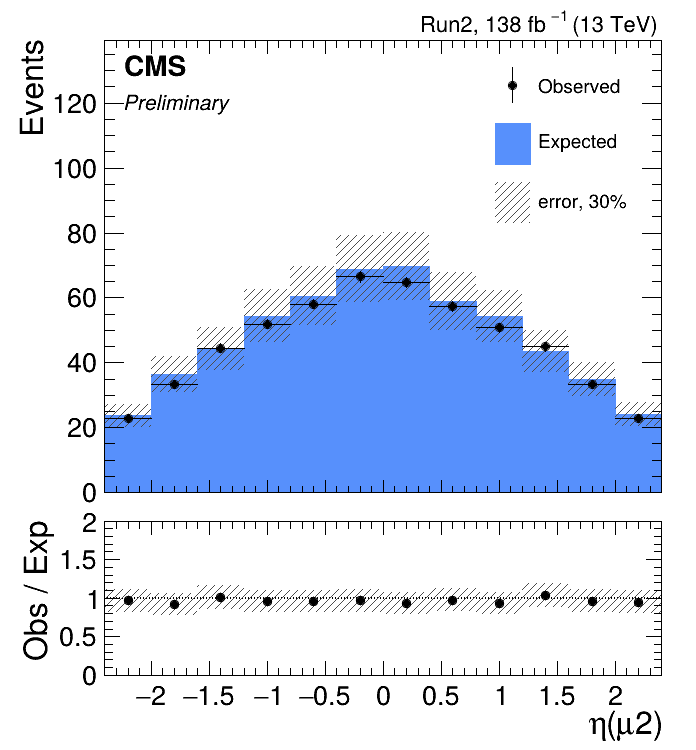 Run2, 138 fb⁻¹ (13 TeV)
CMS
Preliminary
Events
120
100
80
60
40
20
0
Observed
Expected
error, 30%
Obs / Exp
2
1.5
1
0.5
0
−2 −1.5 −1 −0.5 0 0.5 1 1.5 2
η(μ2)